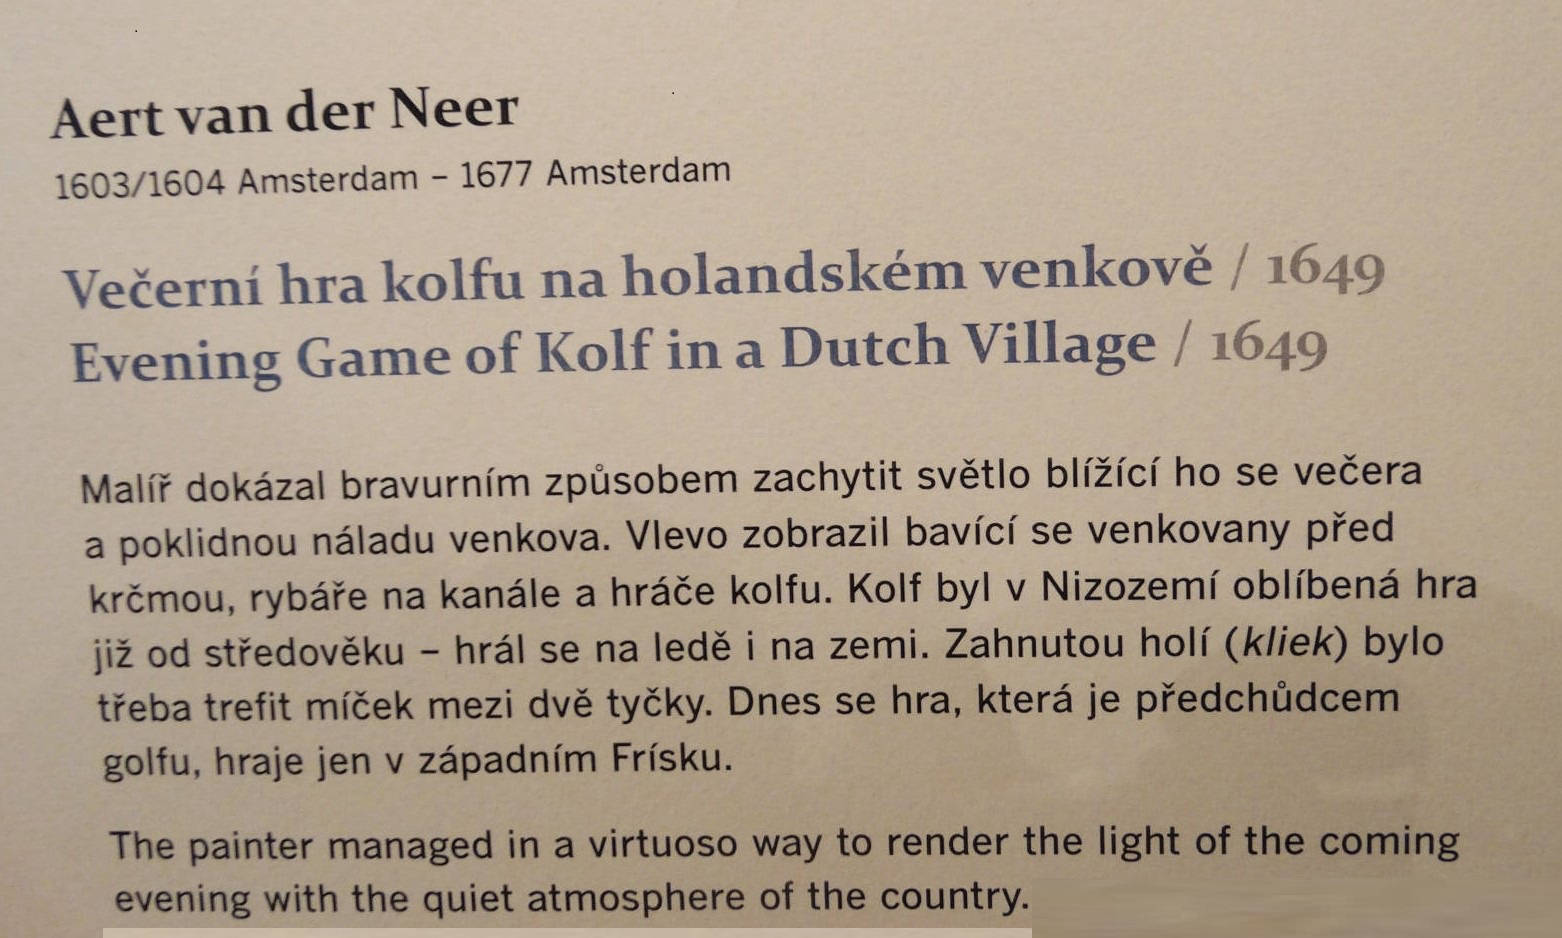 Aert van der Neer
1603/1604 Amsterdam – 1677 Amsterdam
Večerní hra kolfu na holandském venkově / 1649
Evening Game of Kolf in a Dutch Village / 1649
Malíř dokázal bravurním způsobem zachytit světlo blížící ho se večera
a poklidnou náladu venkova. Vlevo zobrazil bavící se venkovany před
krčmou, rybáře na kanále a hráče kolfu. Kolf byl v Nizozemí oblíbená hra
již od středověku – hrál se na ledě i na zemi. Zahnutou holí (kliek) bylo
třeba trefit míček mezi dvě tyčky. Dnes se hra, která je předchůdcem
golfu, hraje jen v západním Frísku.
The painter managed in a virtuoso way to render the light of the coming
evening with the quiet atmosphere of the country.